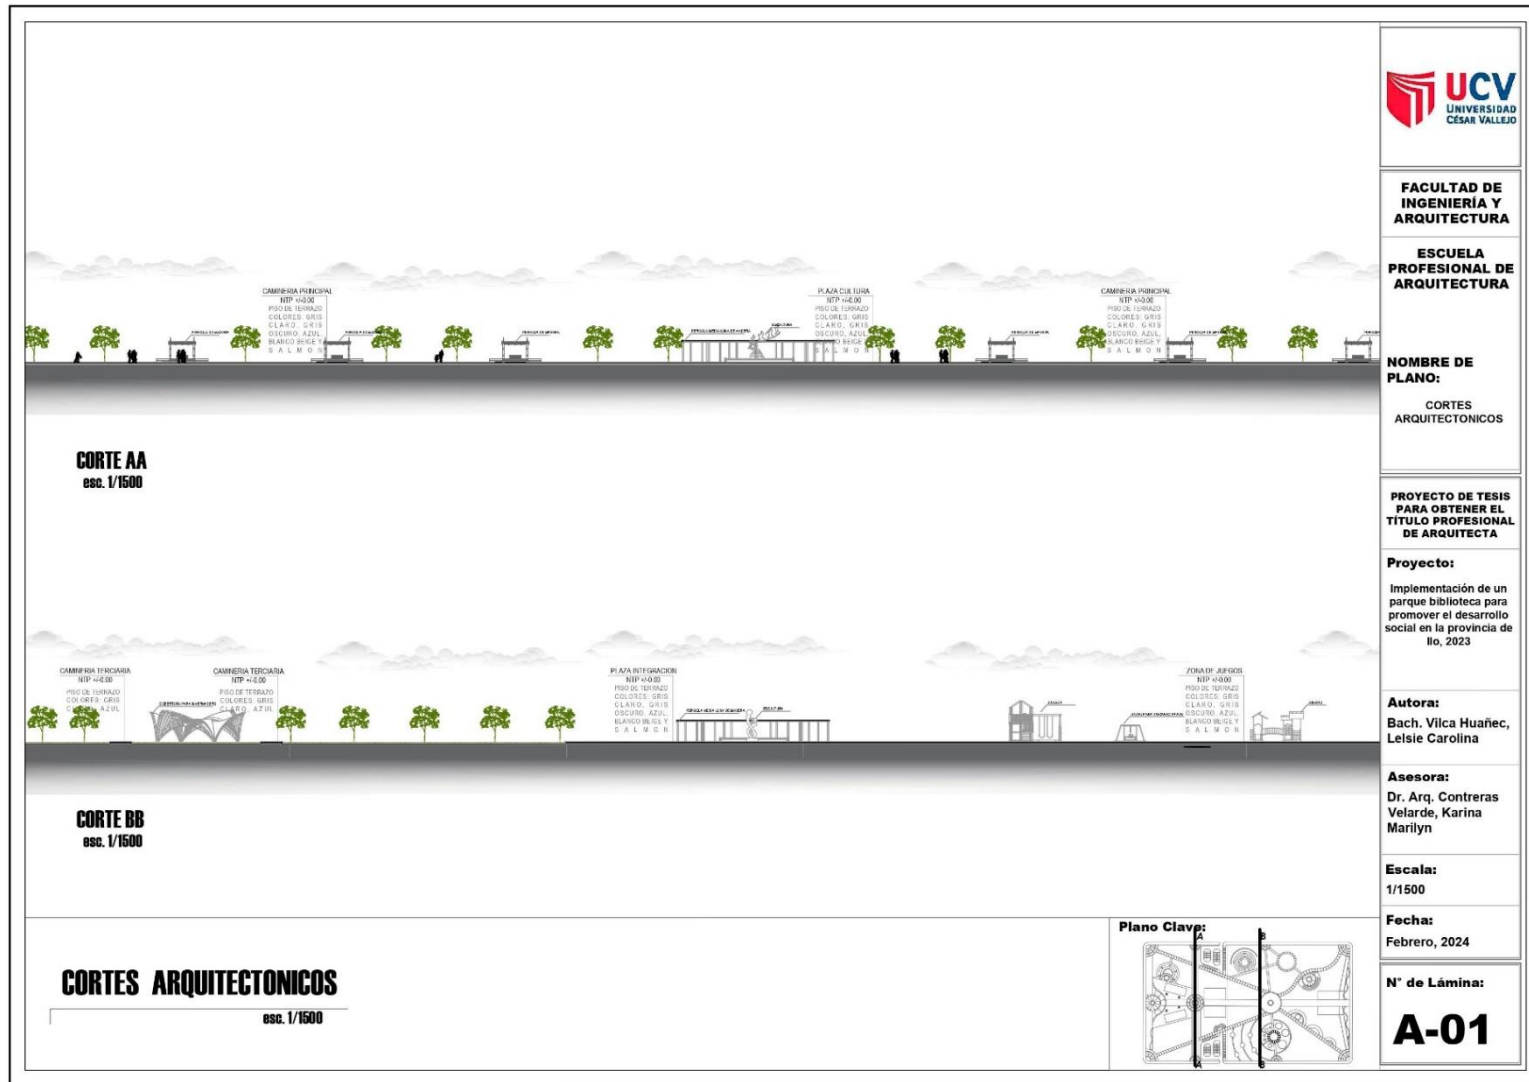 UCV
UNIVERSIDAD
CÉSAR VALLEJO
FACULTAD DE
INGENIERÍA Y
ARQUITECTURA
ESCUELA
PROFESIONAL DE
ARQUITECTURA
NOMBRE DE
PLANO:
CORTES
ARQUITECTONICOS
PROYECTO DE TESIS
PARA OBTENER EL
TÍTULO PROFESIONAL
DE ARQUITECTA
Proyecto:
Implementación de un
parque biblioteca para
promover el desarrollo
social en la provincia de
Ilo, 2023
Autora:
Bach. Vilca Huañec,
Lelsie Carolina
Asesora:
Dr. Arq. Contreras
Velarde, Karina
Marilyn
Escala:
1/1500
Fecha:
Febrero, 2024
N° de Lámina:
A-01
CAMINERIA PRINCIPAL
NTP +/-0.00
PISO DE TERRAZO
COLORES: GRIS
CLARO, GRIS
OSCURO, AZUL,
BLANCO BEIGE Y
SALMON
PLAZA CULTURA
NTP +/-0.00
PISO DE TERRAZO
COLORES: GRIS
CLARO, GRIS
OSCURO, AZUL,
BLANCO BEIGE Y
SALMON
CAMINERIA PRINCIPAL
NTP +/-0.00
PISO DE TERRAZO
COLORES: GRIS
CLARO, GRIS
OSCURO, AZUL,
BLANCO BEIGE Y
SALMON
CORTE AA
esc. 1/1500
CAMINERIA TERCIARIA
NTP +/-0.00
PISO DE TERRAZO
COLORES: GRIS
CLARO, AZUL
CAMINERIA TERCIARIA
NTP +/-0.00
PISO DE TERRAZO
COLORES: GRIS
CLARO, AZUL
PLAZA INTEGRACION
NTP +/-0.00
PISO DE TERRAZO
COLORES: GRIS
CLARO, GRIS
OSCURO, AZUL,
BLANCO BEIGE Y
SALMON
ZONA DE JUEGOS
NTP +/-0.00
PISO DE TERRAZO
COLORES: GRIS
CLARO, GRIS
OSCURO, AZUL,
BLANCO BEIGE Y
SALMON
CORTE BB
esc. 1/1500
CORTES ARQUITECTONICOS
esc. 1/1500
Plano Clave:
A
B
A
B